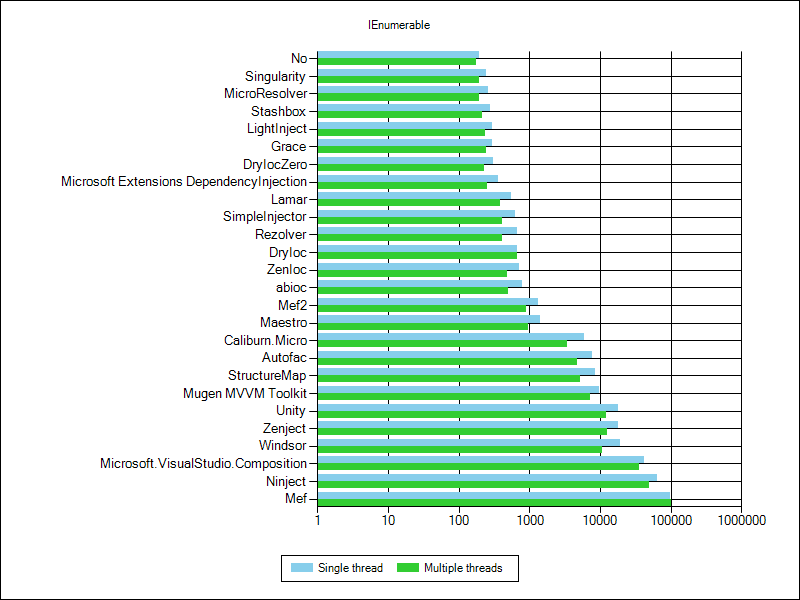 IEnumerable
No
Singularity
MicroResolver
Stashbox
LightInject
Grace
DryIocZero
Microsoft Extensions DependencyInjection
Lamar
SimpleInjector
Rezolver
DryIoc
ZenIoc
abioc
Mef2
Maestro
Caliburn.Micro
Autofac
StructureMap
Mugen MVVM Toolkit
Unity
Zenject
Windsor
Microsoft.VisualStudio.Composition
Ninject
Mef
1 10 100 1000 10000 100000 1000000
Single thread Multiple threads